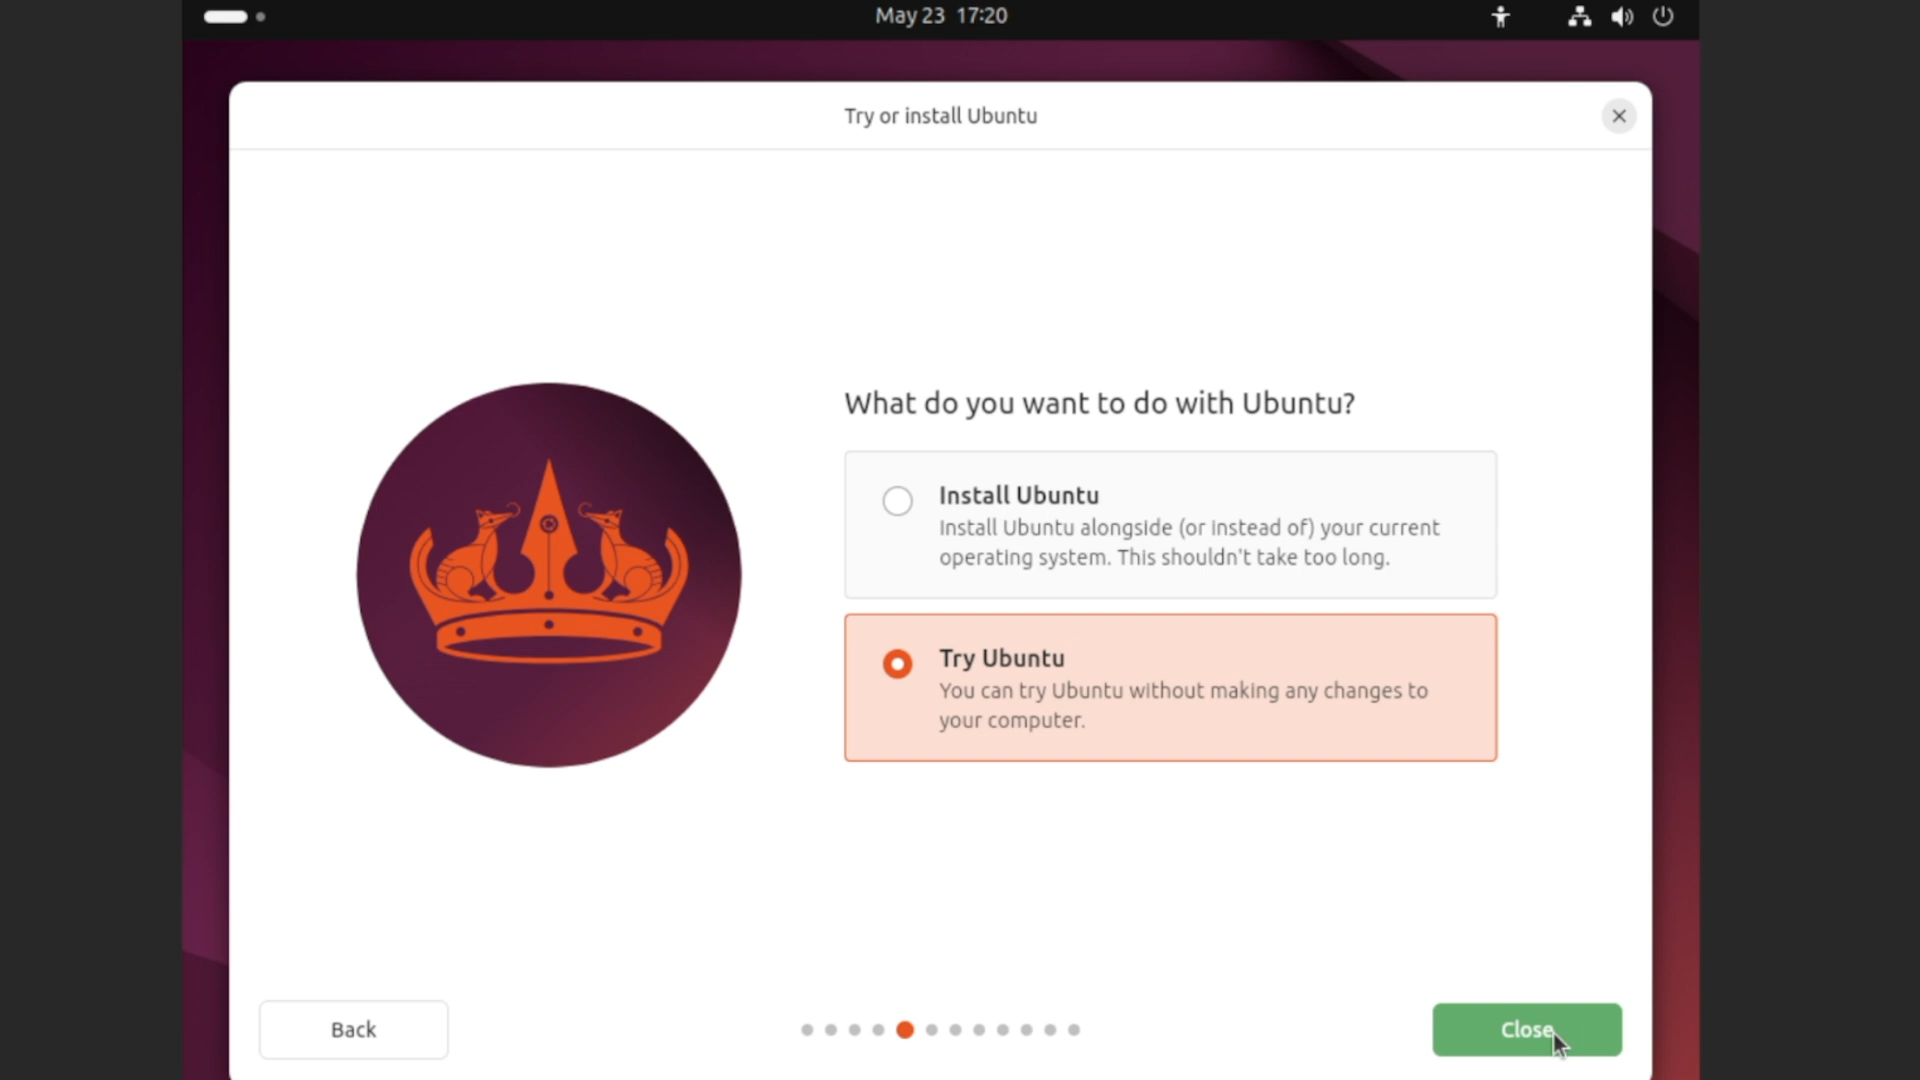 May 23 17:20
Try or install Ubuntu
What do you want to do with Ubuntu?
Install Ubuntu
Install Ubuntu alongside (or instead of) your current
operating system. This shouldn't take too long.
Try Ubuntu
You can try Ubuntu without making any changes to
your computer.
Back
Close